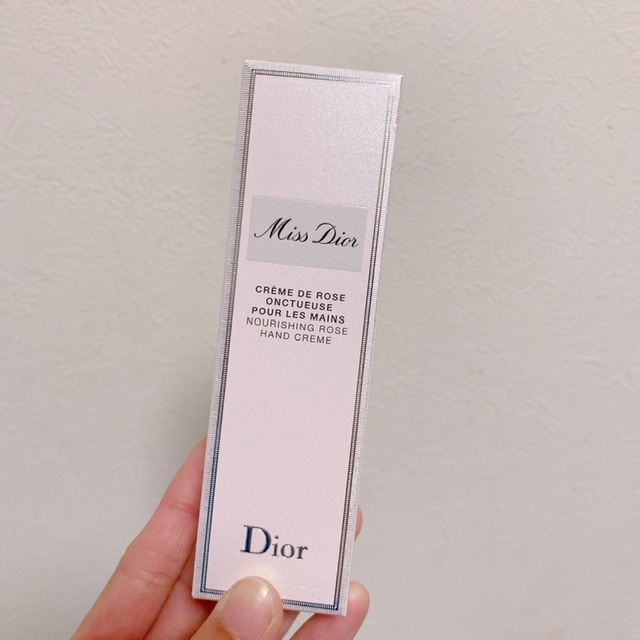 Miss Dior
CRÈME DE ROSE
ONCTUEUSE
POUR LES MAINS
NOURISHING ROSE
HAND CREME
Dior